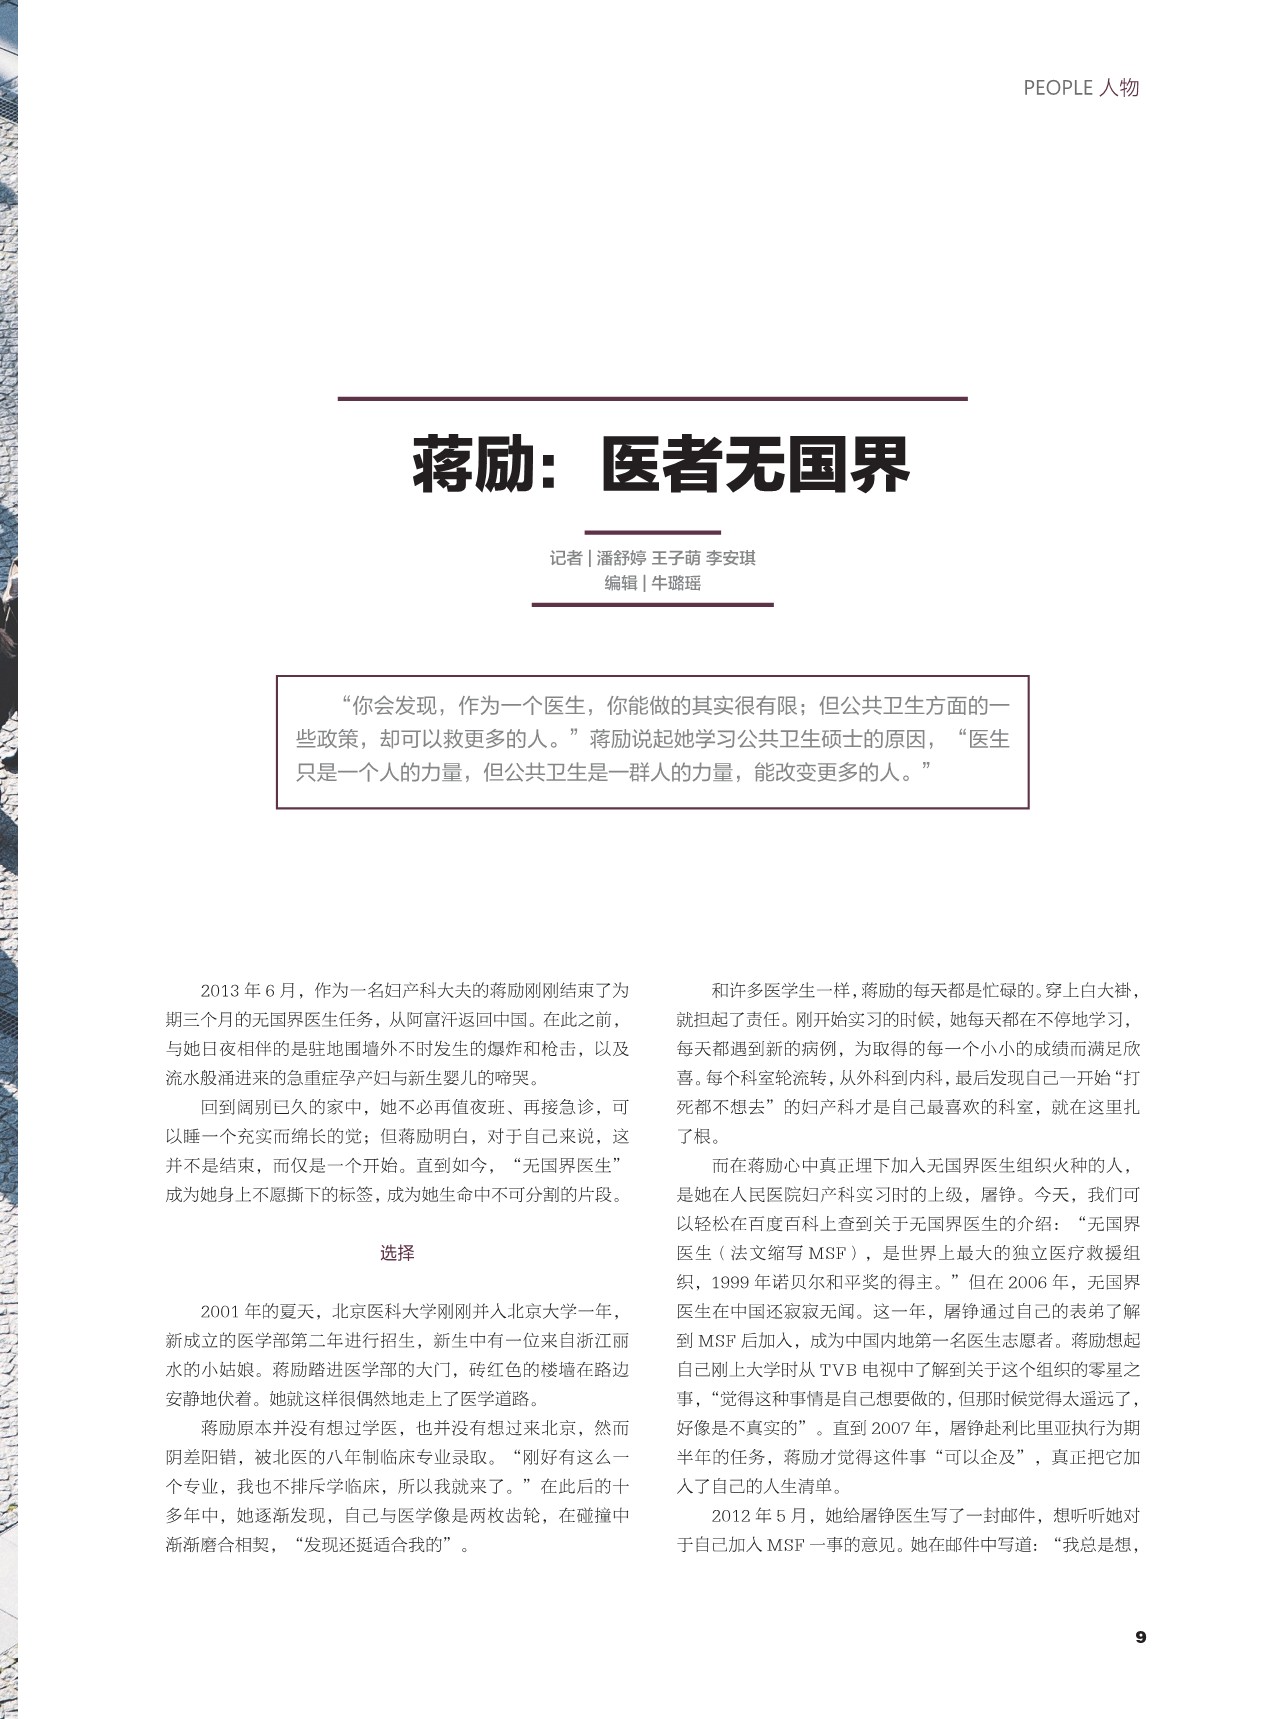 PEOPLE 人物
蒋励：医者无国界
记者 | 潘舒婷 王子萌 李安琪
编辑 | 牛璐瑶
“你会发现，作为一个医生，你能做的其实很有限；但公共卫生方面的一
些政策，却可以救更多的人。”蒋励说起她学习公共卫生硕士的原因，“医生
只是一个人的力量，但公共卫生是一群人的力量，能改变更多的人。”
2013 年 6 月，作为一名妇产科大夫的蒋励刚刚结束了为
期三个月的无国界医生任务，从阿富汗返回中国。在此之前，
与她日夜相伴的是驻地围墙外不时发生的爆炸和枪击，以及
流水般涌进来的急重症孕产妇与新生婴儿的啼哭。
回到阔别已久的家中，她不必再值夜班、再接急诊，可
以睡一个充实而绵长的觉；但蒋励明白，对于自己来说，这
并不是结束，而仅是一个开始。直到如今，“无国界医生”
成为她身上不愿撕下的标签，成为她生命中不可分割的片段。
选择
2001 年的夏天，北京医科大学刚刚并入北京大学一年，
新成立的医学部第二年进行招生，新生中有一位来自浙江丽
水的小姑娘。蒋励踏进医学部的大门，砖红色的楼墙在路边
安静地伏着。她就这样很偶然地走上了医学道路。
蒋励原本并没有想过学医，也并没有想过来北京，然而
阴差阳错，被北医的八年制临床专业录取。“刚好有这么一
个专业，我也不排斥学临床，所以我就来了。”在此后的十
多年中，她逐渐发现，自己与医学像是两枚齿轮，在碰撞中
渐渐磨合相契，“发现还挺适合我的”。
和许多医学生一样，蒋励的每天都是忙碌的。穿上白大褂，
就担起了责任。刚开始实习的时候，她每天都在不停地学习，
每天都遇到新的病例，为取得的每一个小小的成绩而满足欣
喜。每个科室轮流转，从外科到内科，最后发现自己一开始“打
死都不想去”的妇产科才是自己最喜欢的科室，就在这里扎
了根。
而在蒋励心中真正埋下加入无国界医生组织火种的人，
是她在人民医院妇产科实习时的上级，屠铮。今天，我们可
以轻松在百度百科上查到关于无国界医生的介绍：“无国界
医生（法文缩写 MSF），是世界上最大的独立医疗救援组
织，1999 年诺贝尔和平奖的得主。”但在 2006 年，无国界
医生在中国还寂寂无闻。这一年，屠铮通过自己的表弟了解
到 MSF 后加入，成为中国内地第一名医生志愿者。蒋励想起
自己刚上大学时从 TVB 电视中了解到关于这个组织的零星之
事，“觉得这种事情是自己想要做的，但那时候觉得太遥远了，
好像是不真实的”。直到 2007 年，屠铮赴利比里亚执行为期
半年的任务，蒋励才觉得这件事“可以企及”，真正把它加
入了自己的人生清单。
2012 年 5 月，她给屠铮医生写了一封邮件，想听听她对
于自己加入 MSF 一事的意见。她在邮件中写道：“我总是想，
9